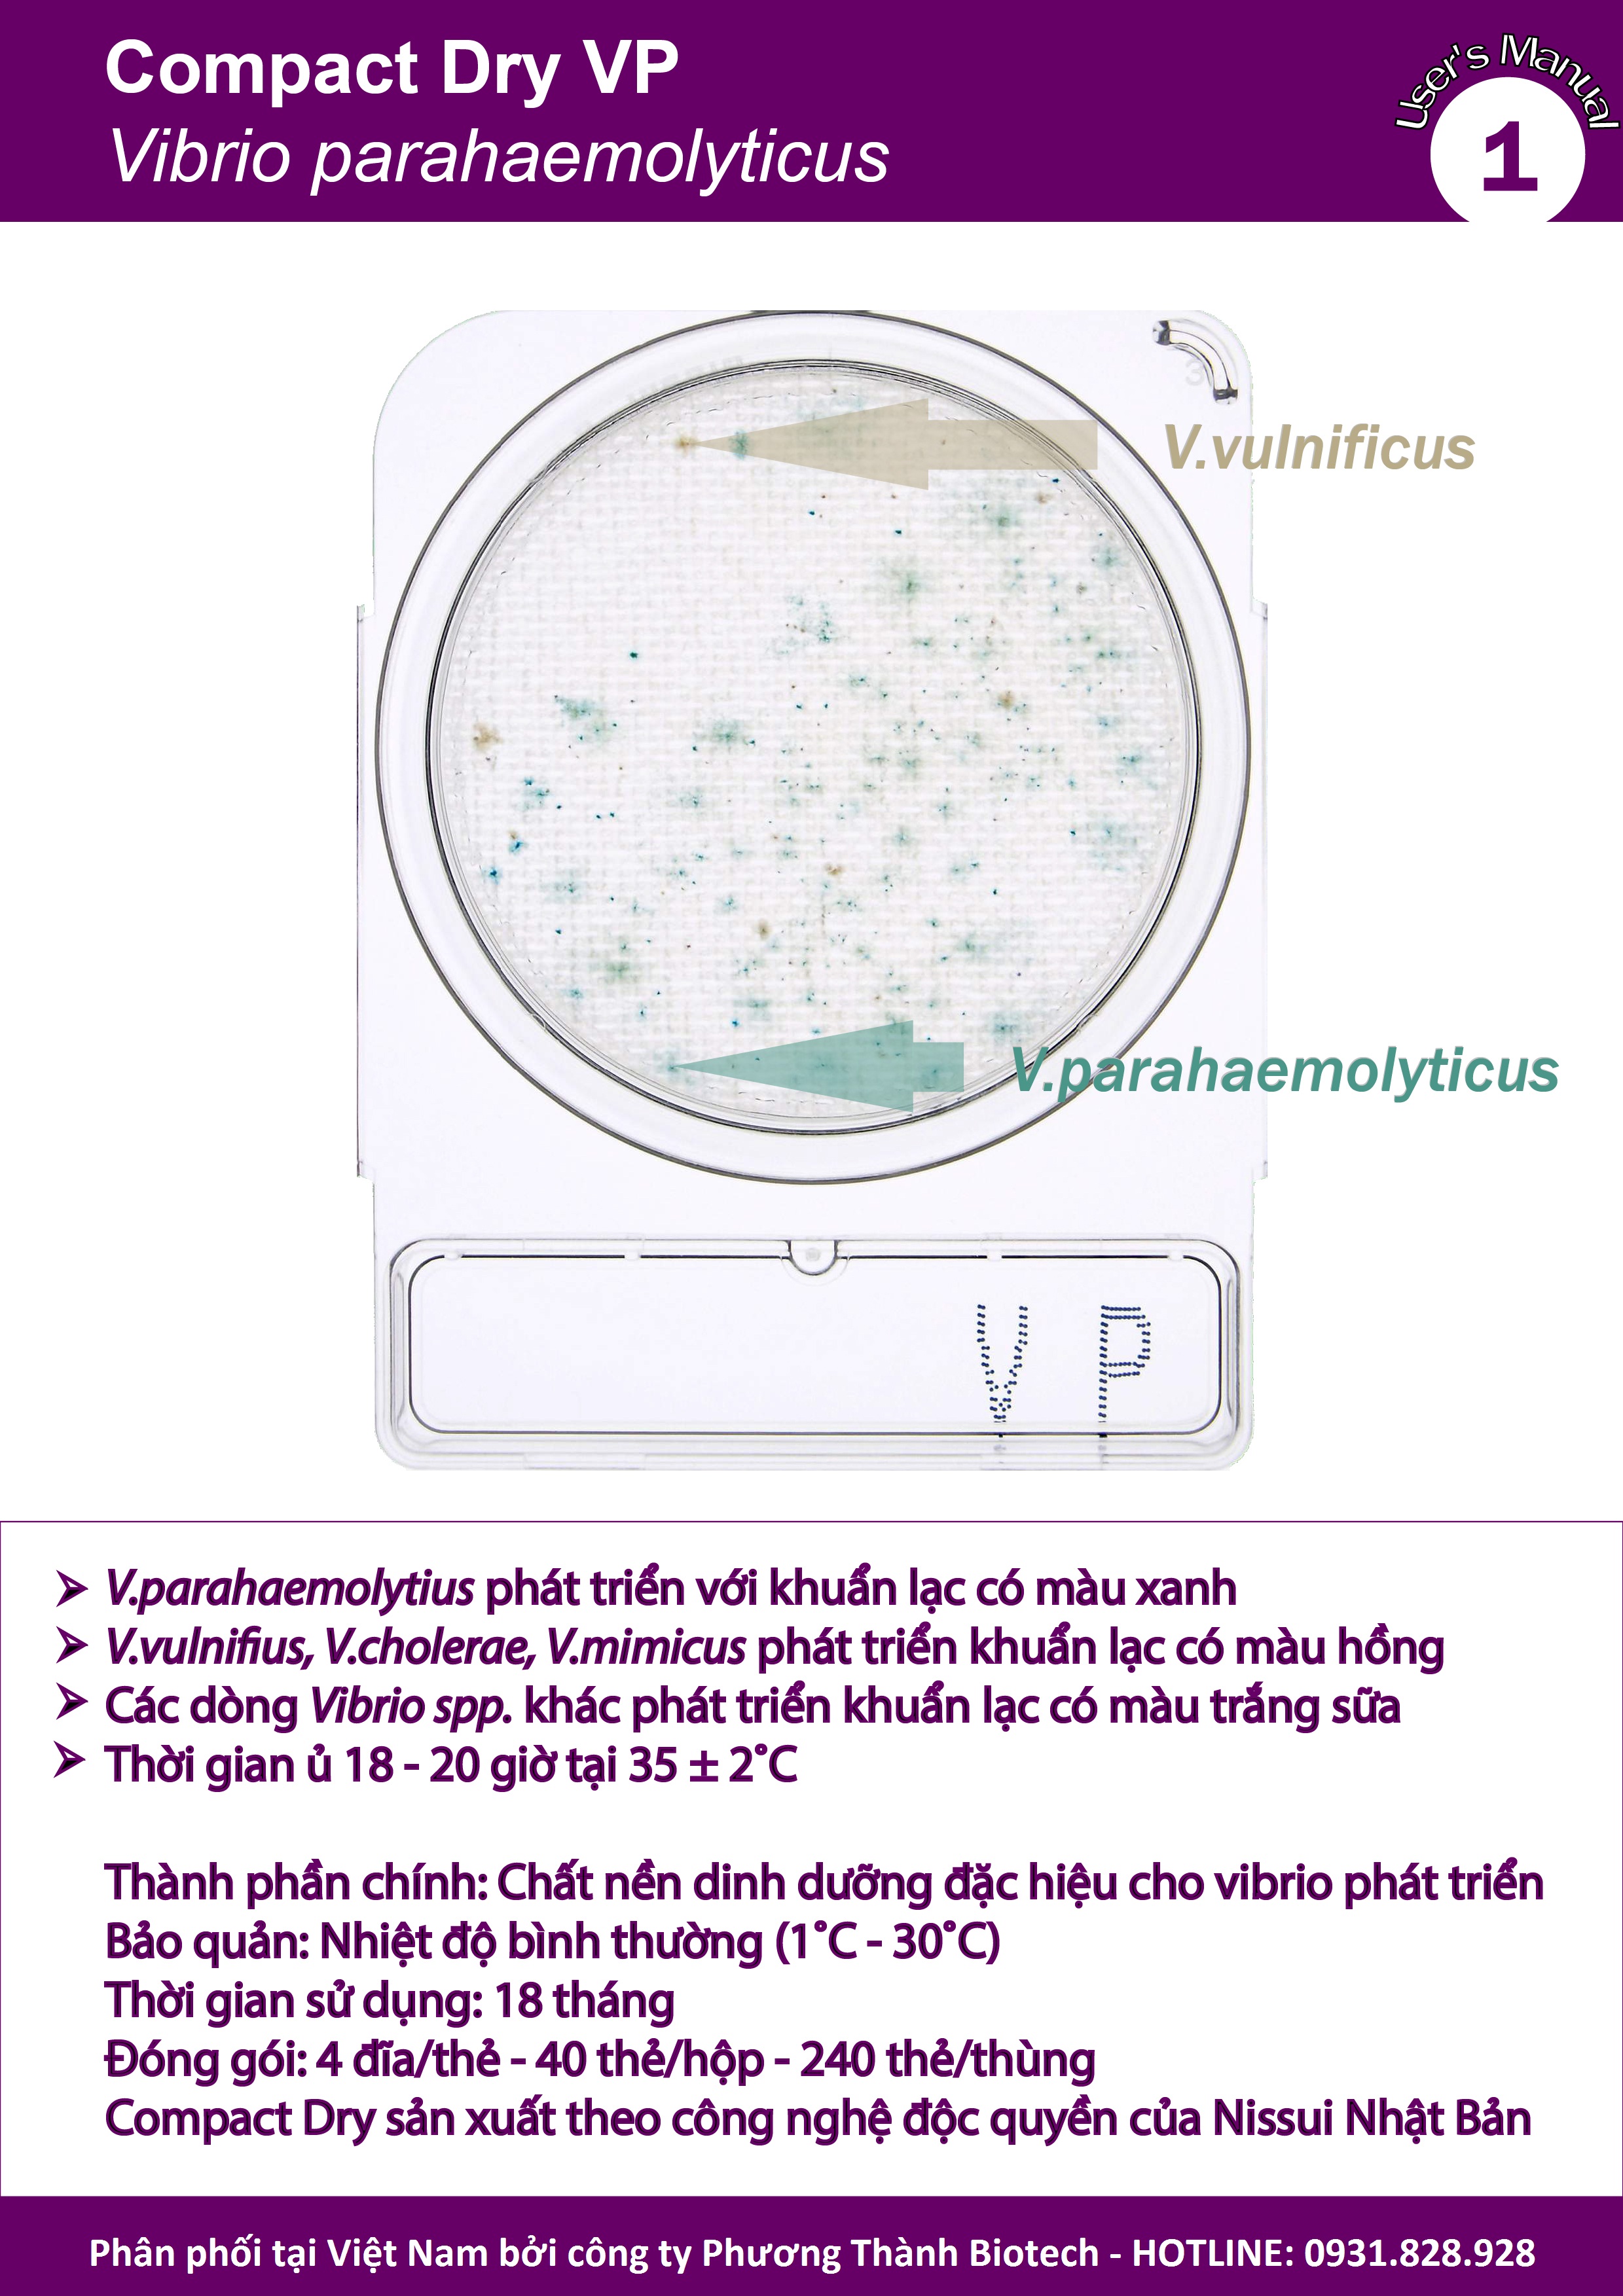 Compact Dry VP
Vibrio parahaemolyticus
User's Manual
1
V.vulnificus
V.parahaemolyticus
V P
V.parahaemolytius phát triển với khuẩn lạc có màu xanh
V.vulnifius, V.cholerae, V.mimicus phát triển khuẩn lạc có màu hồng
Các dòng Vibrio spp. khác phát triển khuẩn lạc có màu trắng sữa
Thời gian ủ 18 - 20 giờ tại 35 ± 2°C
Thành phần chính: Chất nền dinh dưỡng đặc hiệu cho vibrio phát triển
Bảo quản: Nhiệt độ bình thường (1°C - 30°C)
Thời gian sử dụng: 18 tháng
Đóng gói: 4 đĩa/thẻ - 40 thẻ/hộp - 240 thẻ/thùng
Compact Dry sản xuất theo công nghệ độc quyền của Nissui Nhật Bản
Phân phối tại Việt Nam bởi công ty Phương Thành Biotech - HOTLINE: 0931.828.928